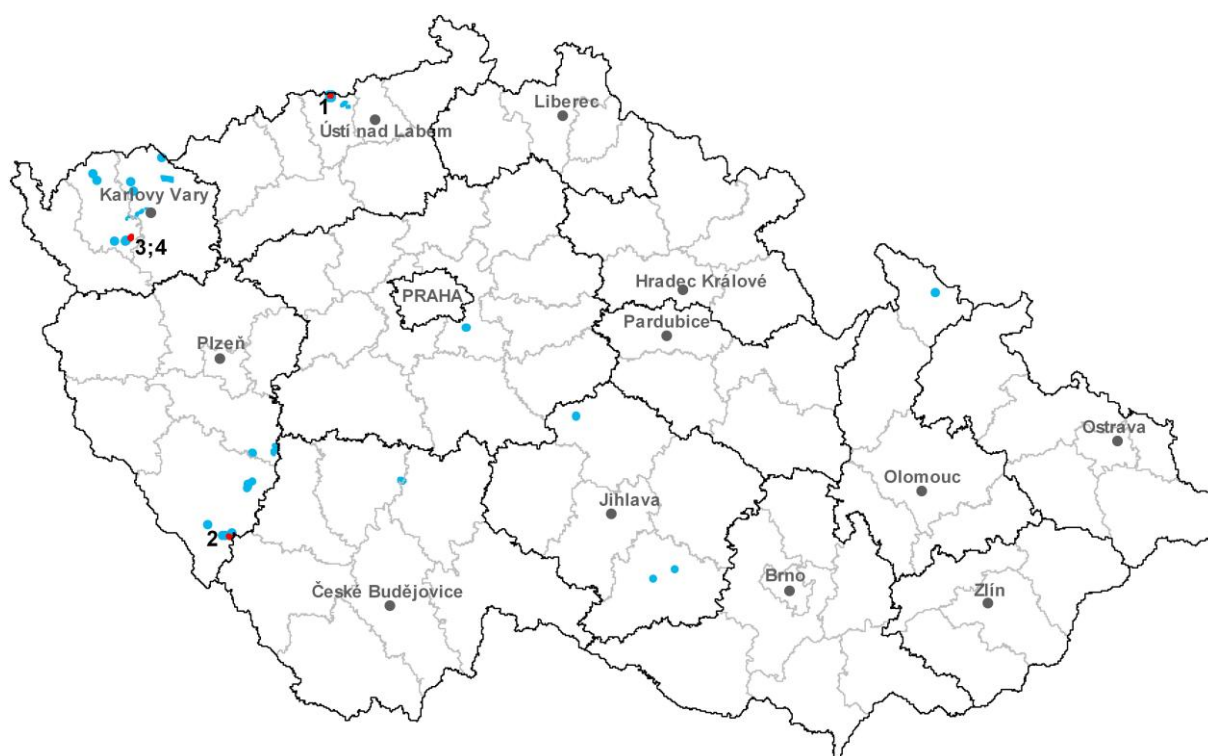 1
Liberec
Ústí nad Labem
Karlovy Vary
3;4
PRAHA
Hradec Králové
Pardubice
Plzeň
Ostrava
Olomouc
Jihlava
2
Brno
České Budějovice
Zlín